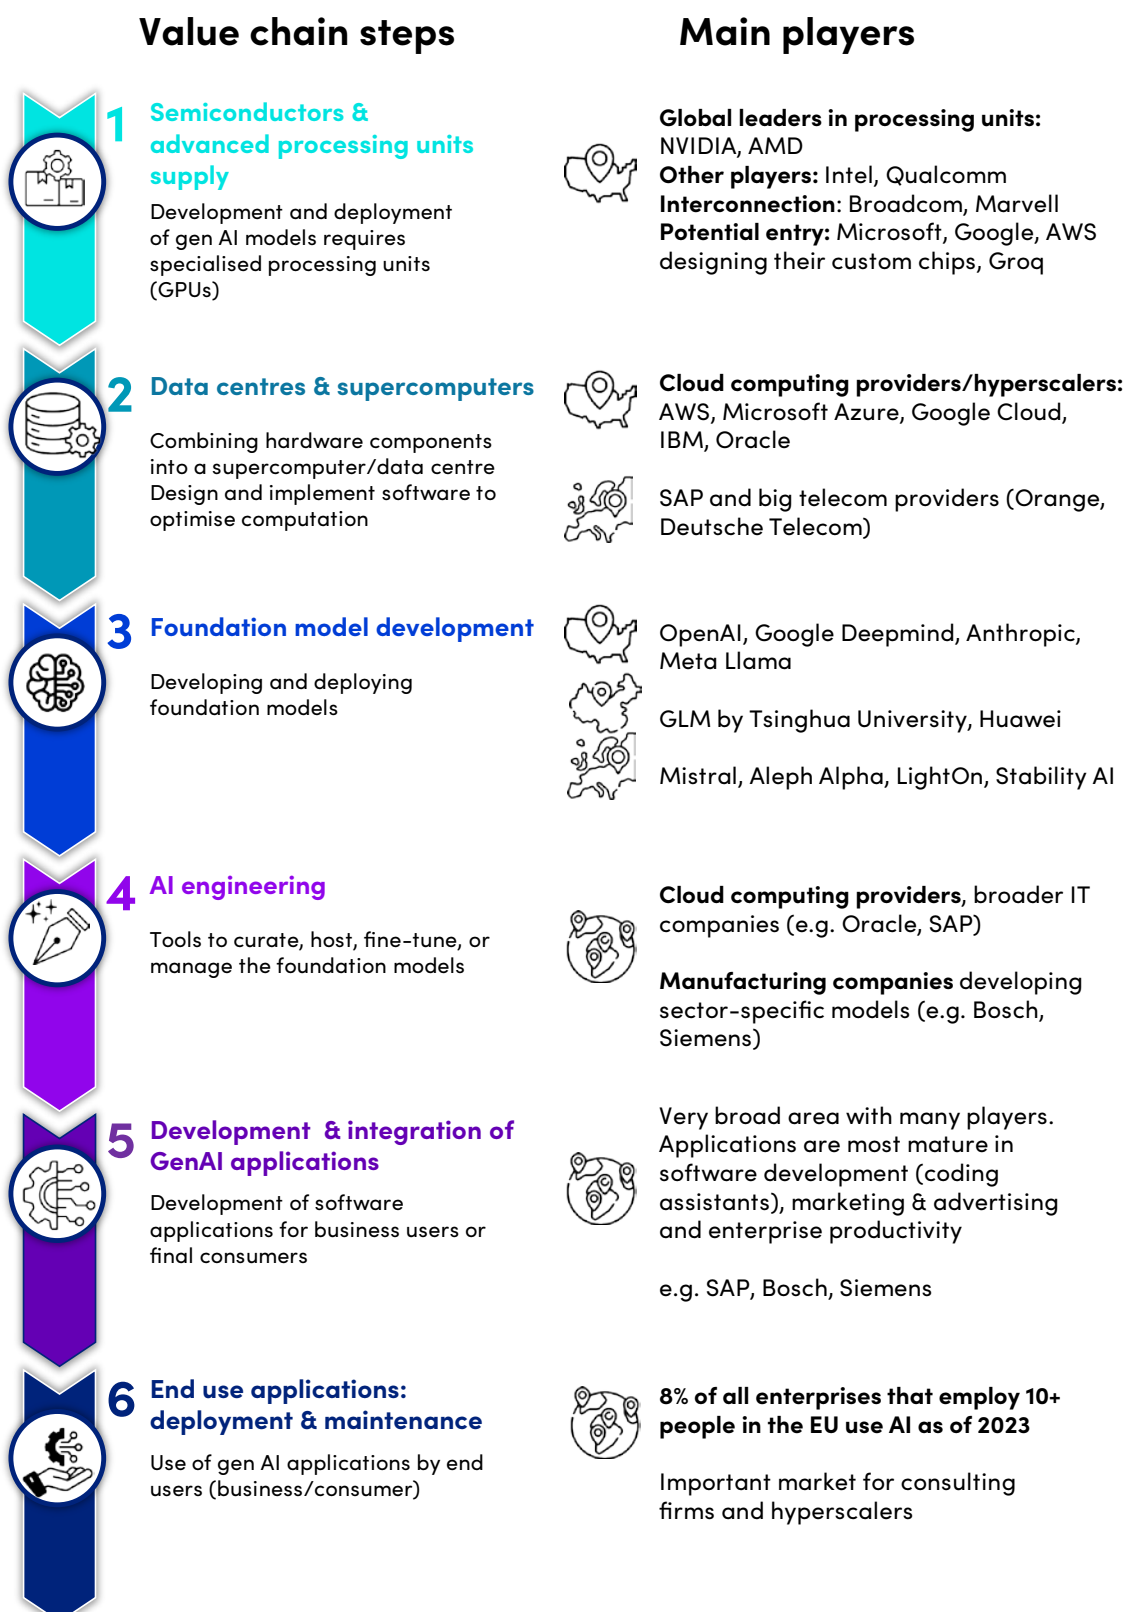 Value chain steps
Main players
1
Semiconductors &
advanced processing units
supply
Development and deployment
of gen AI models requires
specialised processing units
(GPUs)
Global leaders in processing units:
NVIDIA, AMD
Other players: Intel, Qualcomm
Interconnection: Broadcom, Marvell
Potential entry: Microsoft, Google, AWS
designing their custom chips, Groq
2
Data centres & supercomputers
Combining hardware components
into a supercomputer/data centre
Design and implement software to
optimise computation
Cloud computing providers/hyperscalers:
AWS, Microsoft Azure, Google Cloud,
IBM, Oracle
SAP and big telecom providers (Orange,
Deutsche Telecom)
3
Foundation model development
Developing and deploying
foundation models
OpenAI, Google Deepmind, Anthropic,
Meta Llama
GLM by Tsinghua University, Huawei
Mistral, Aleph Alpha, LightOn, Stability AI
4
AI engineering
Tools to curate, host, fine-tune, or
manage the foundation models
Cloud computing providers, broader IT
companies (e.g. Oracle, SAP)
Manufacturing companies developing
sector-specific models (e.g. Bosch,
Siemens)
5
Development & integration of
GenAI applications
Development of software
applications for business users or
final consumers
Very broad area with many players.
Applications are most mature in
software development (coding
assistants), marketing & advertising
and enterprise productivity
e.g. SAP, Bosch, Siemens
6
End use applications:
deployment & maintenance
Use of gen AI applications by end
users (business/consumer)
8% of all enterprises that employ 10+
people in the EU use AI as of 2023
Important market for consulting
firms and hyperscalers